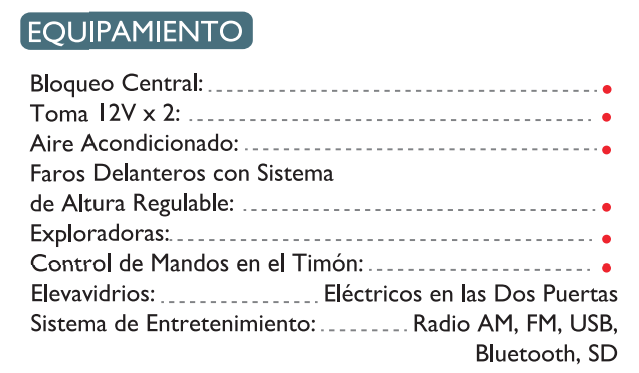 EQUIPAMIENTO
Bloqueo Central:
Toma 12V x 2:
Aire Acondicionado:
Faros Delanteros con Sistema
de Altura Regulable:
Exploradoras:
Control de Mandos en el Timón:
Elevavidrios: Eléctricos en las Dos Puertas
Sistema de Entretenimiento: Radio AM, FM, USB,
Bluetooth, SD